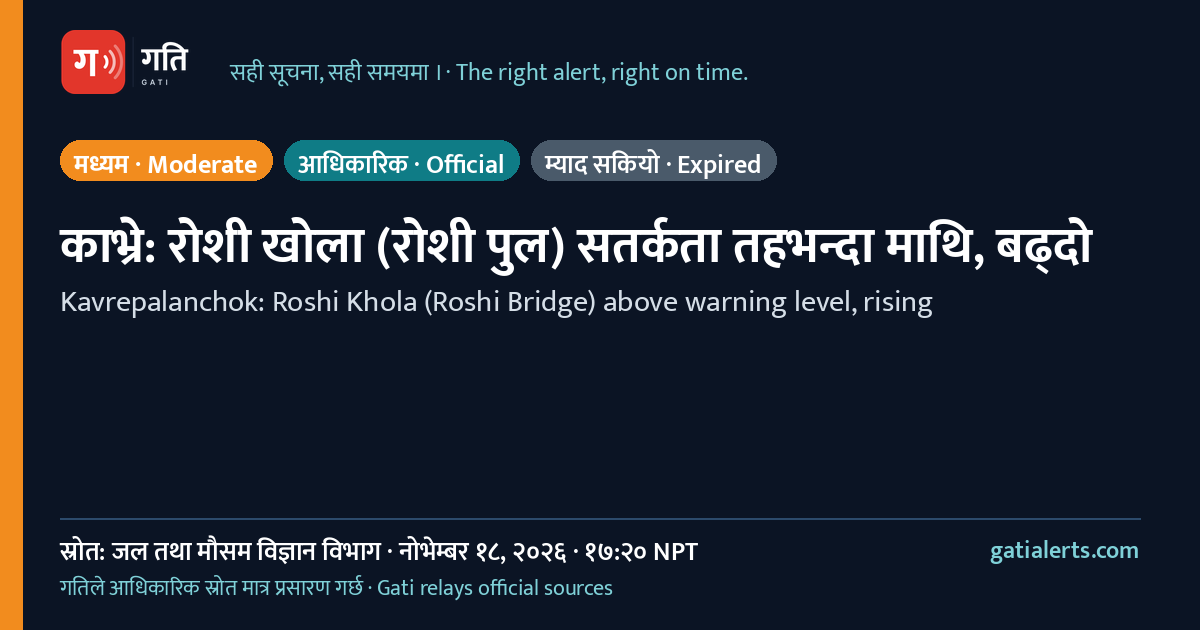 ग गति
GATI
सही सूचना, सही समयमा । · The right alert, right on time.
मध्यम · Moderate आधिकारिक · Official म्याद सकियो · Expired
काभ्रे: रोशी खोला (रोशी पुल) सतर्कता तहभन्दा माथि, बढ्दो
Kavrepalanchok: Roshi Khola (Roshi Bridge) above warning level, rising
स्रोत: जल तथा मौसम विज्ञान विभाग · नोभेम्बर १८, २०२६ · १७:२० NPT
gatialerts.com
गतिले आधिकारिक स्रोत मात्र प्रसारण गर्छ · Gati relays official sources